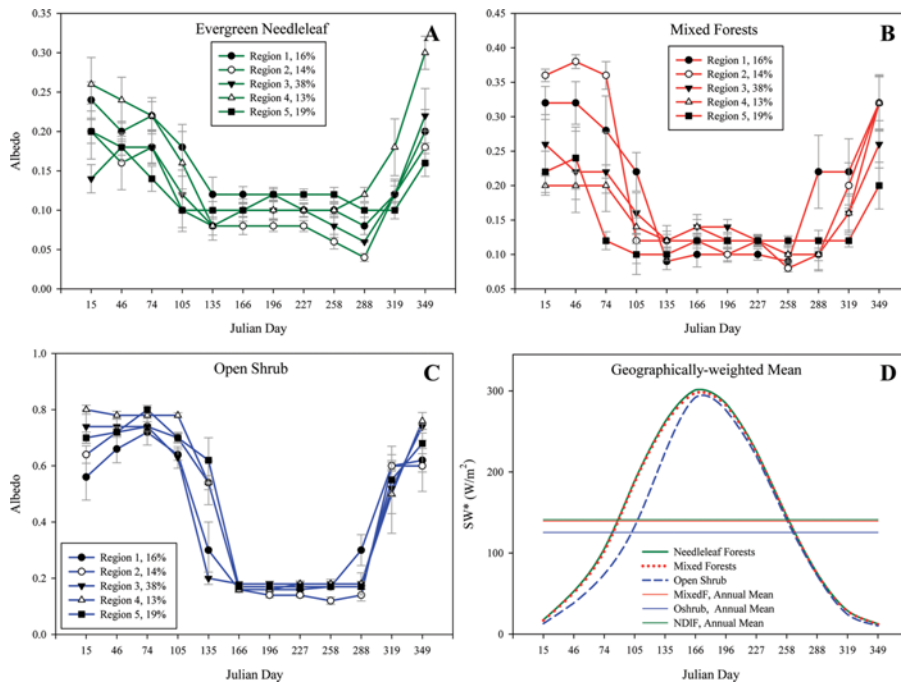 Evergreen Needleleaf
A
Region 1, 16%
Region 2, 14%
Region 3, 38%
Region 4, 13%
Region 5, 19%
Albedo
0.35
0.30
0.25
0.20
0.15
0.10
0.05
0.00
15 46 74 105 135 166 196 227 258 288 319 349
Julian Day
Mixed Forests
B
Region 1, 16%
Region 2, 14%
Region 3, 38%
Region 4, 13%
Region 5, 19%
0.45
0.40
0.35
0.30
0.25
0.20
0.15
0.10
0.05
15 46 74 105 135 166 196 227 258 288 319 349
Julian Day
Open Shrub
C
Region 1, 16%
Region 2, 14%
Region 3, 38%
Region 4, 13%
Region 5, 19%
Albedo
1.0
0.8
0.6
0.4
0.2
0.0
15 46 74 105 135 166 196 227 258 288 319 349
Julian Day
Geographically-weighted Mean
D
SW* (W/m²)
300
200
100
0
Needleleaf Forests
Mixed Forests
Open Shrub
MixedF, Annual Mean
Oshrub, Annual Mean
NDlF, Annual Mean
15 46 74 105 135 166 196 227 258 288 319 349
Julian Day